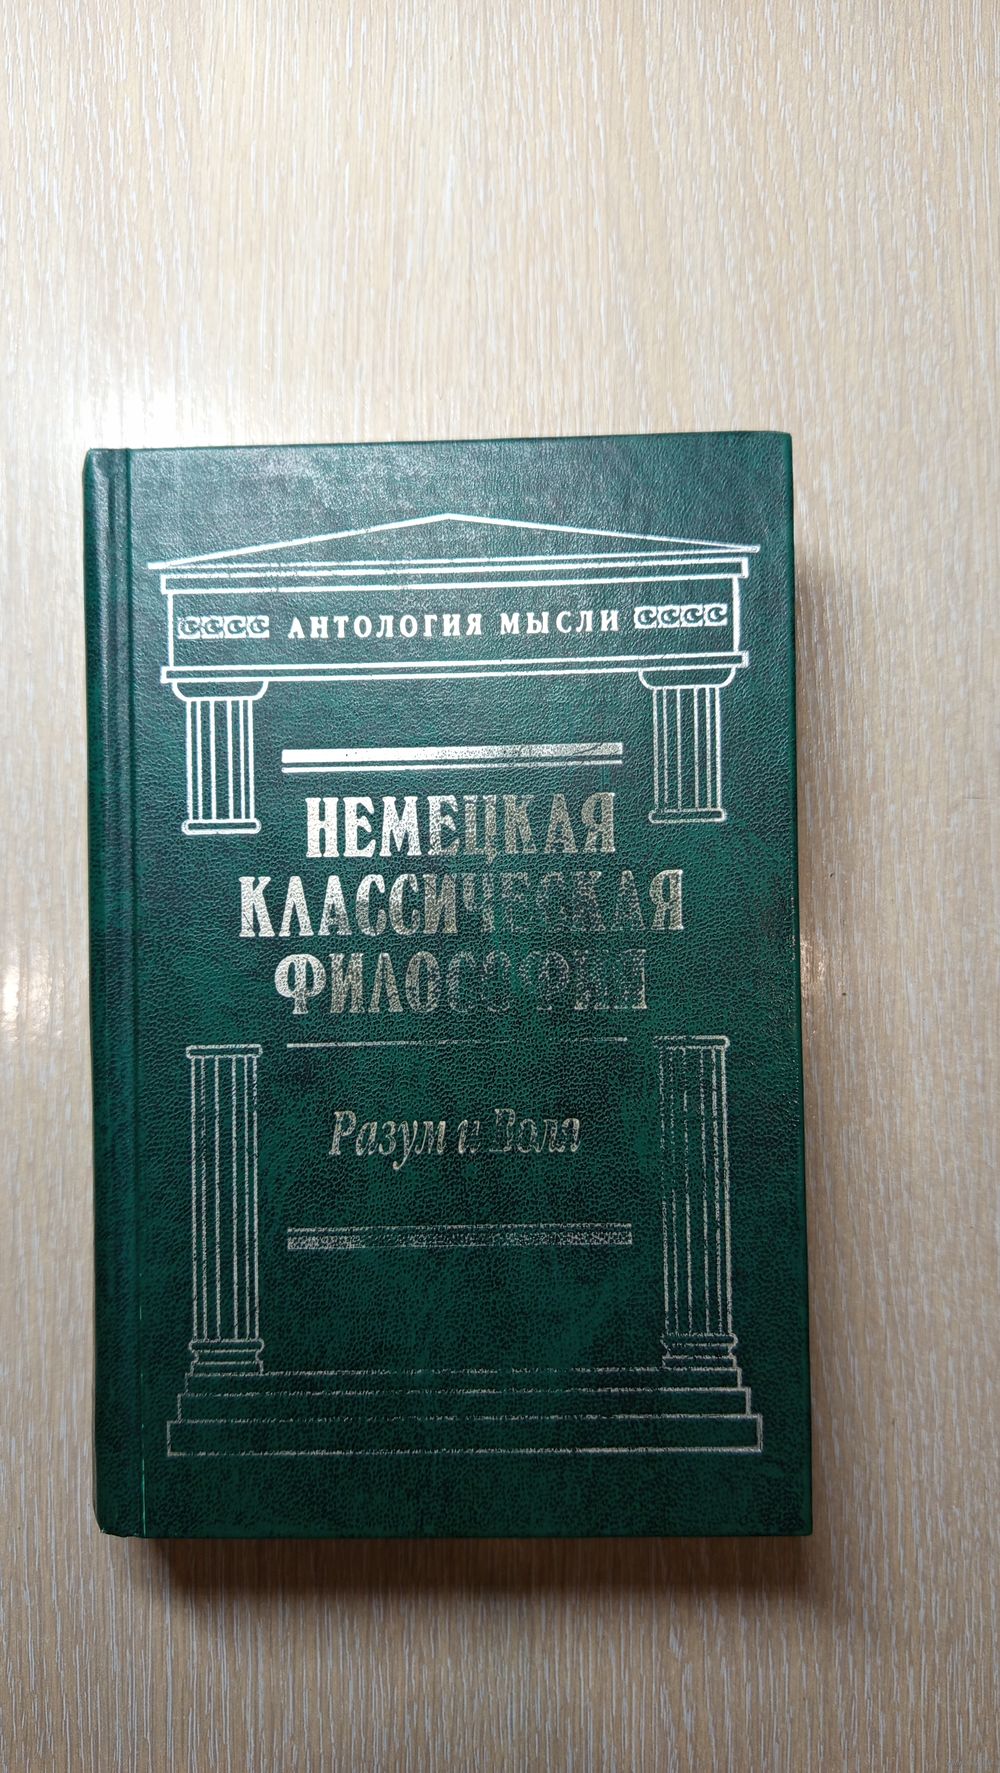 АНТОЛОГИЯ МЫСЛИ
НЕМЕЦКАЯ
КЛАССИЧЕСКАЯ
ФИЛОСОФИЯ
Разум и Воля